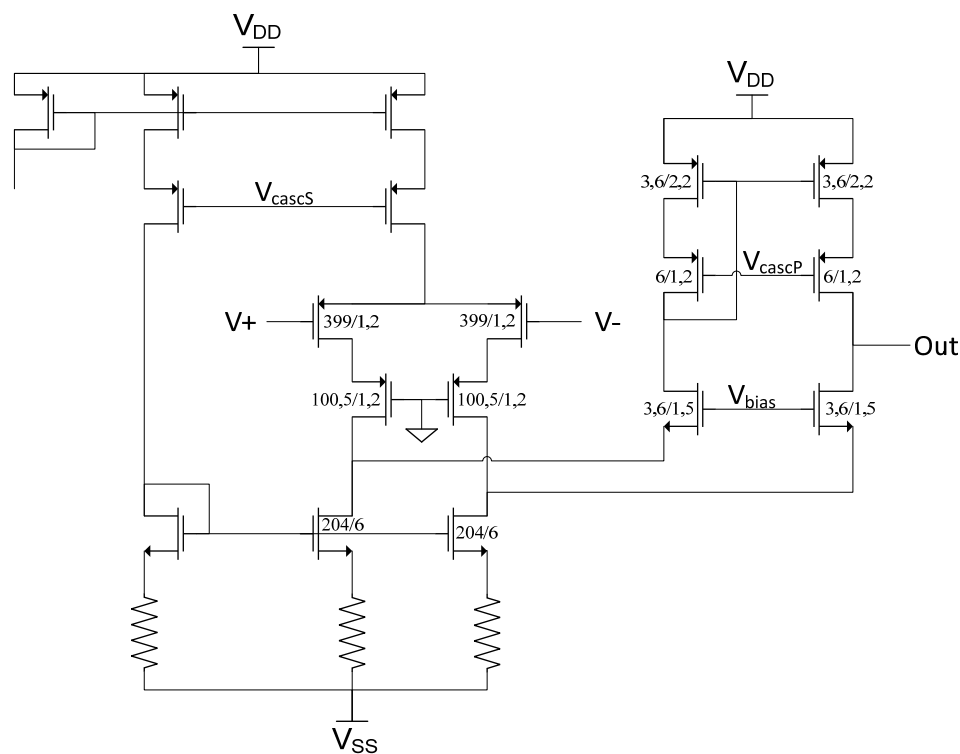 VDD
VDD
3,6/2,2
3,6/2,2
VcascS
VcascP
6/1,2
6/1,2
V+
399/1,2
399/1,2
V-
Out
100,5/1,2
100,5/1,2
Vbias
3,6/1,5
3,6/1,5
204/6
204/6
VSS